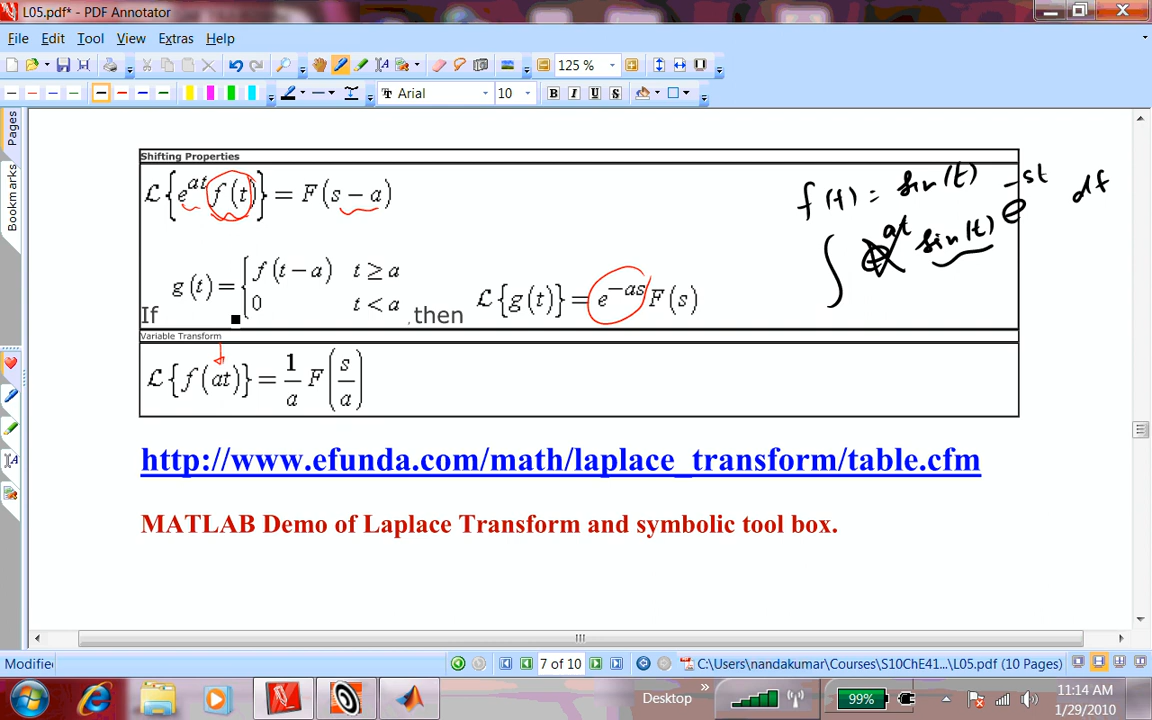 L05.pdf* - PDF Annotator
File Edit Tool View Extras Help
125 %
Arial 10 B I U S
Pages
Bookmarks
Shifting Properties
ℒ{e^{at} f(t)} = F(s − a)
f(t) = sin(t)
∫ e^{at} sin(t) e^{-st} dt
g(t) = { f(t − a) t ≥ a
0 t < a
If , then ℒ{g(t)} = e^{−as} F(s)
Variable Transform
ℒ{f(at)} = 1/a F(s/a)
http://www.efunda.com/math/laplace_transform/table.cfm
MATLAB Demo of Laplace Transform and symbolic tool box.
Modifie 7 of 10 C:\Users\nandakumar\Courses\S10ChE41...\L05.pdf (10 Pages)
Desktop » 99% 11:14 AM
1/29/2010